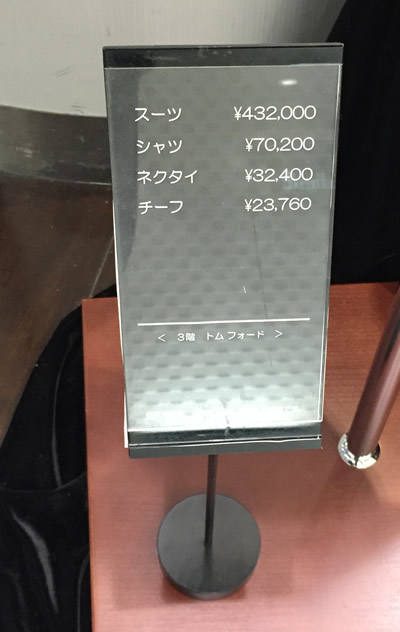 スーツ ¥432,000
シャツ ¥70,200
ネクタイ ¥32,400
チーフ ¥23,760
< 3階 トム フォード >